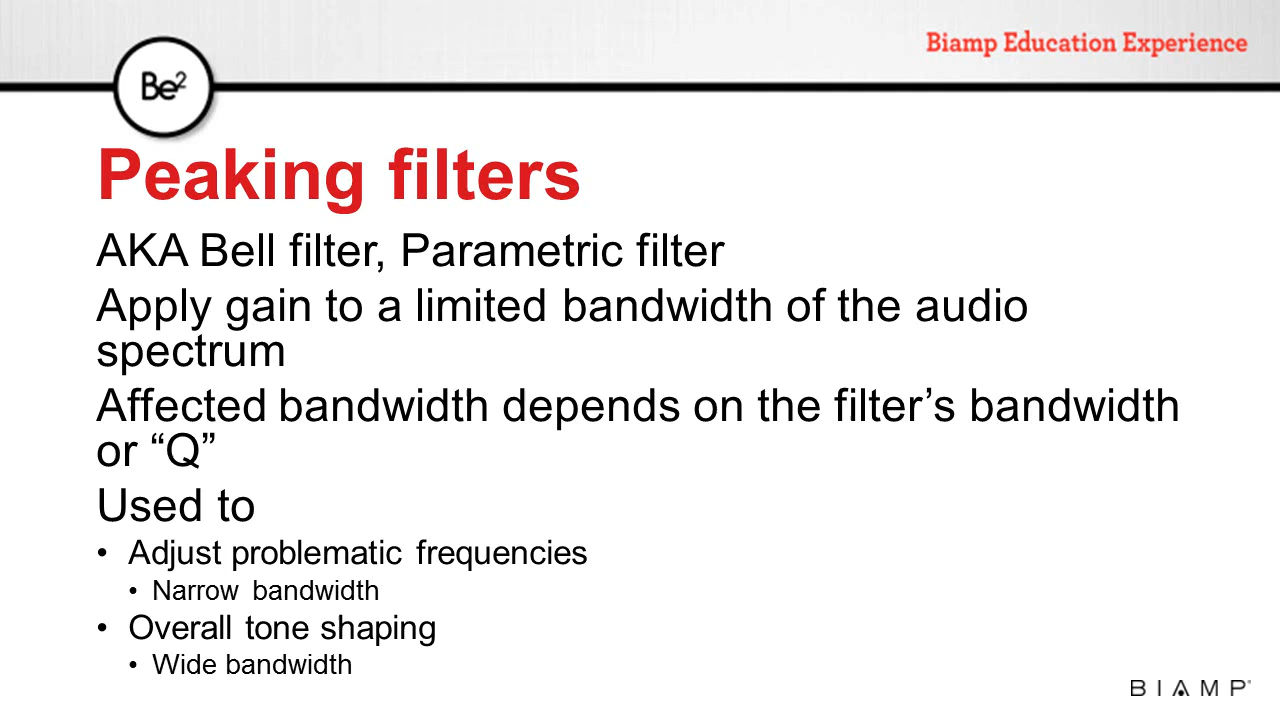 Biamp Education Experience
Be²
Peaking filters
AKA Bell filter, Parametric filter
Apply gain to a limited bandwidth of the audio
spectrum
Affected bandwidth depends on the filter’s bandwidth
or “Q”
Used to
• Adjust problematic frequencies
• Narrow bandwidth
• Overall tone shaping
• Wide bandwidth
BIAMP®